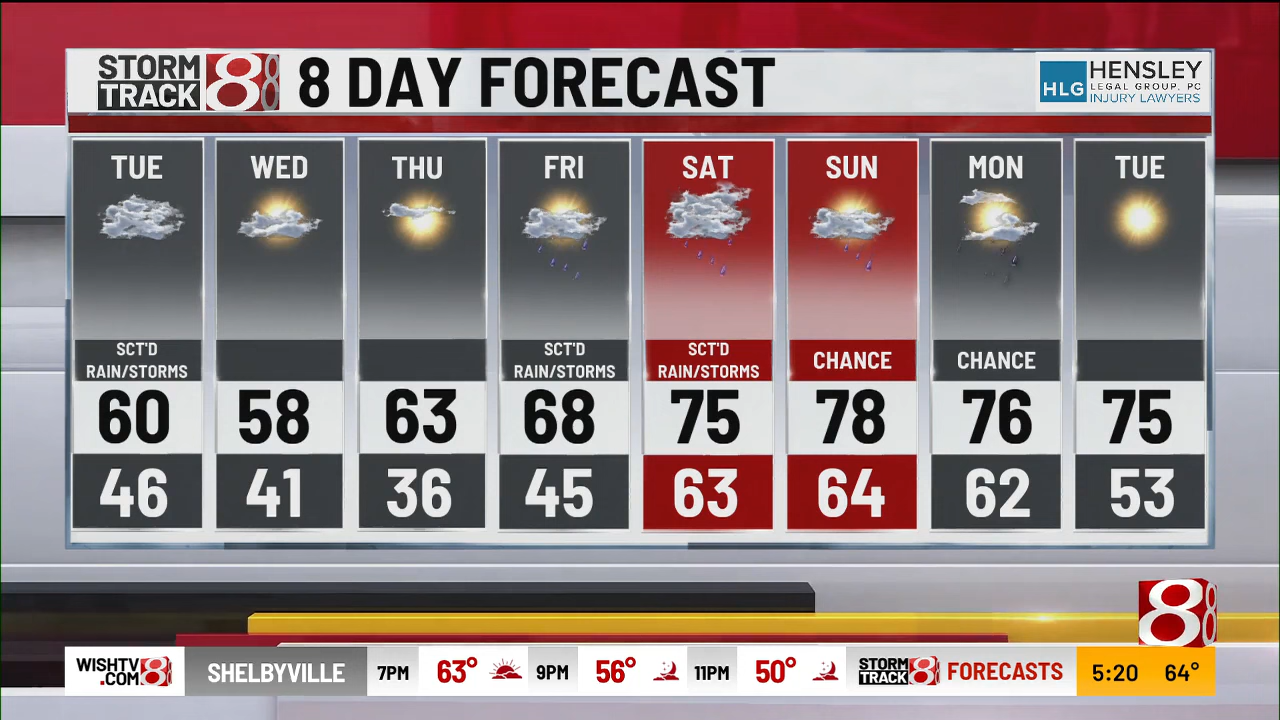 STORM TRACK 8 8 DAY FORECAST
HLG HENSLEY
LEGAL GROUP, PC
INJURY LAWYERS
TUE WED THU FRI SAT SUN MON TUE
SCT'D RAIN/STORMS SCT'D RAIN/STORMS SCT'D RAIN/STORMS CHANCE CHANCE
60 58 63 68 75 78 76 75
46 41 36 45 63 64 62 53
8
WISHTV.COM 8 SHELBYVILLE 7PM 63° 9PM 56° 11PM 50° STORM TRACK 8 FORECASTS 5:20 64°